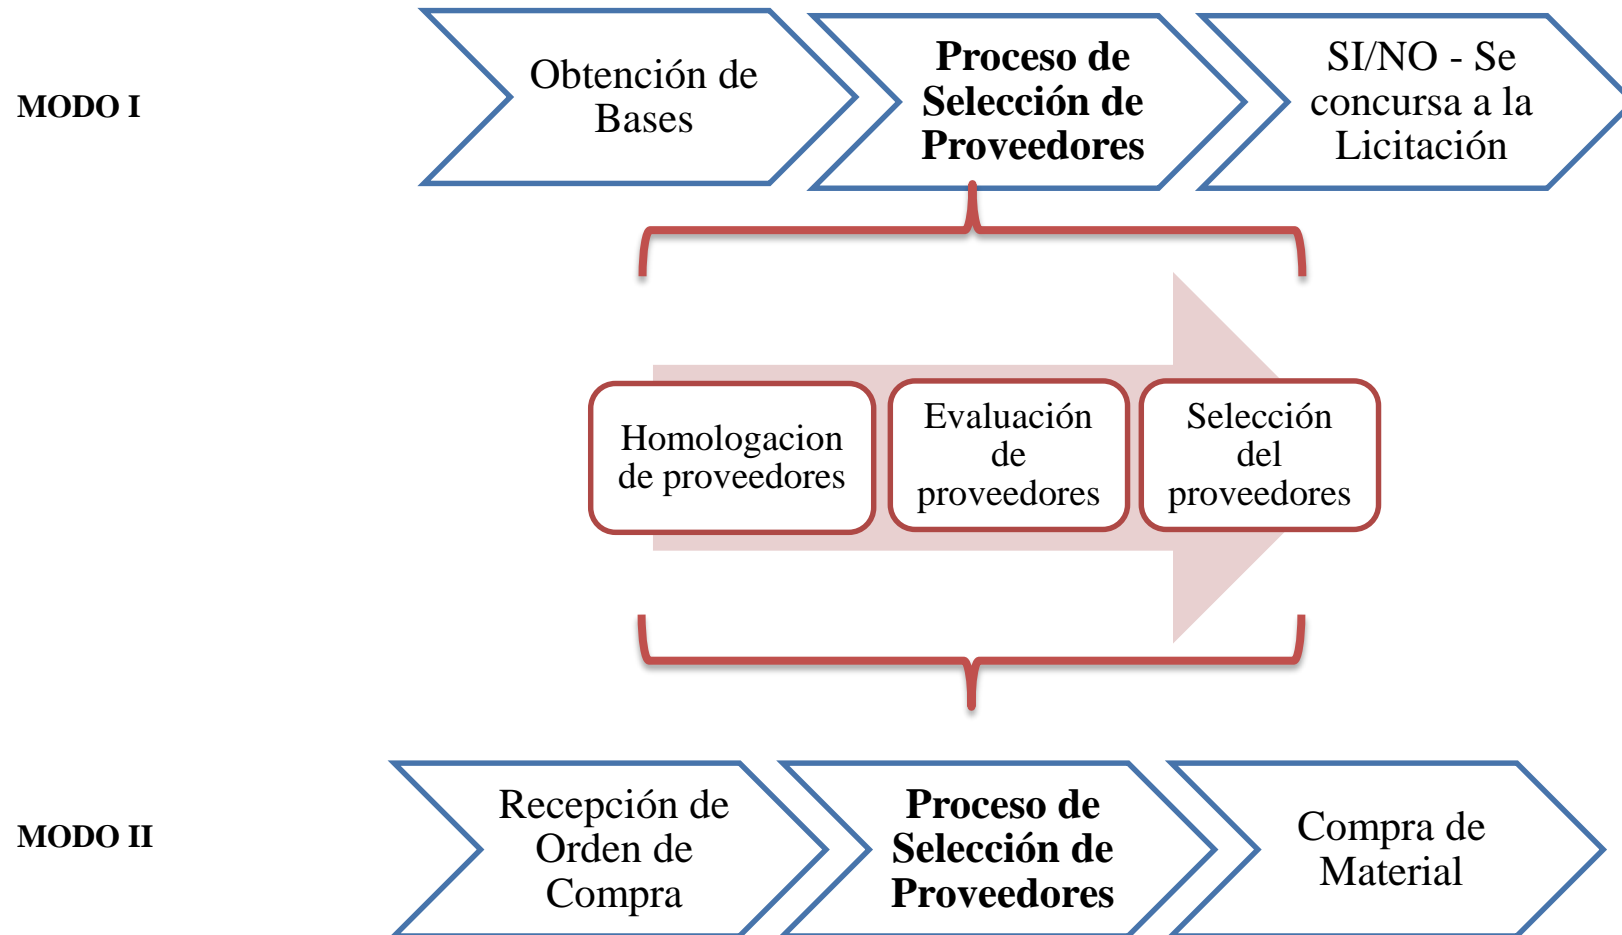 MODO I
Obtención de
Bases
Proceso de
Selección de
Proveedores
SI/NO - Se
concursa a la
Licitación
Homologacion
de proveedores
Evaluación
de
proveedores
Selección
del
proveedores
MODO II
Recepción de
Orden de
Compra
Proceso de
Selección de
Proveedores
Compra de
Material